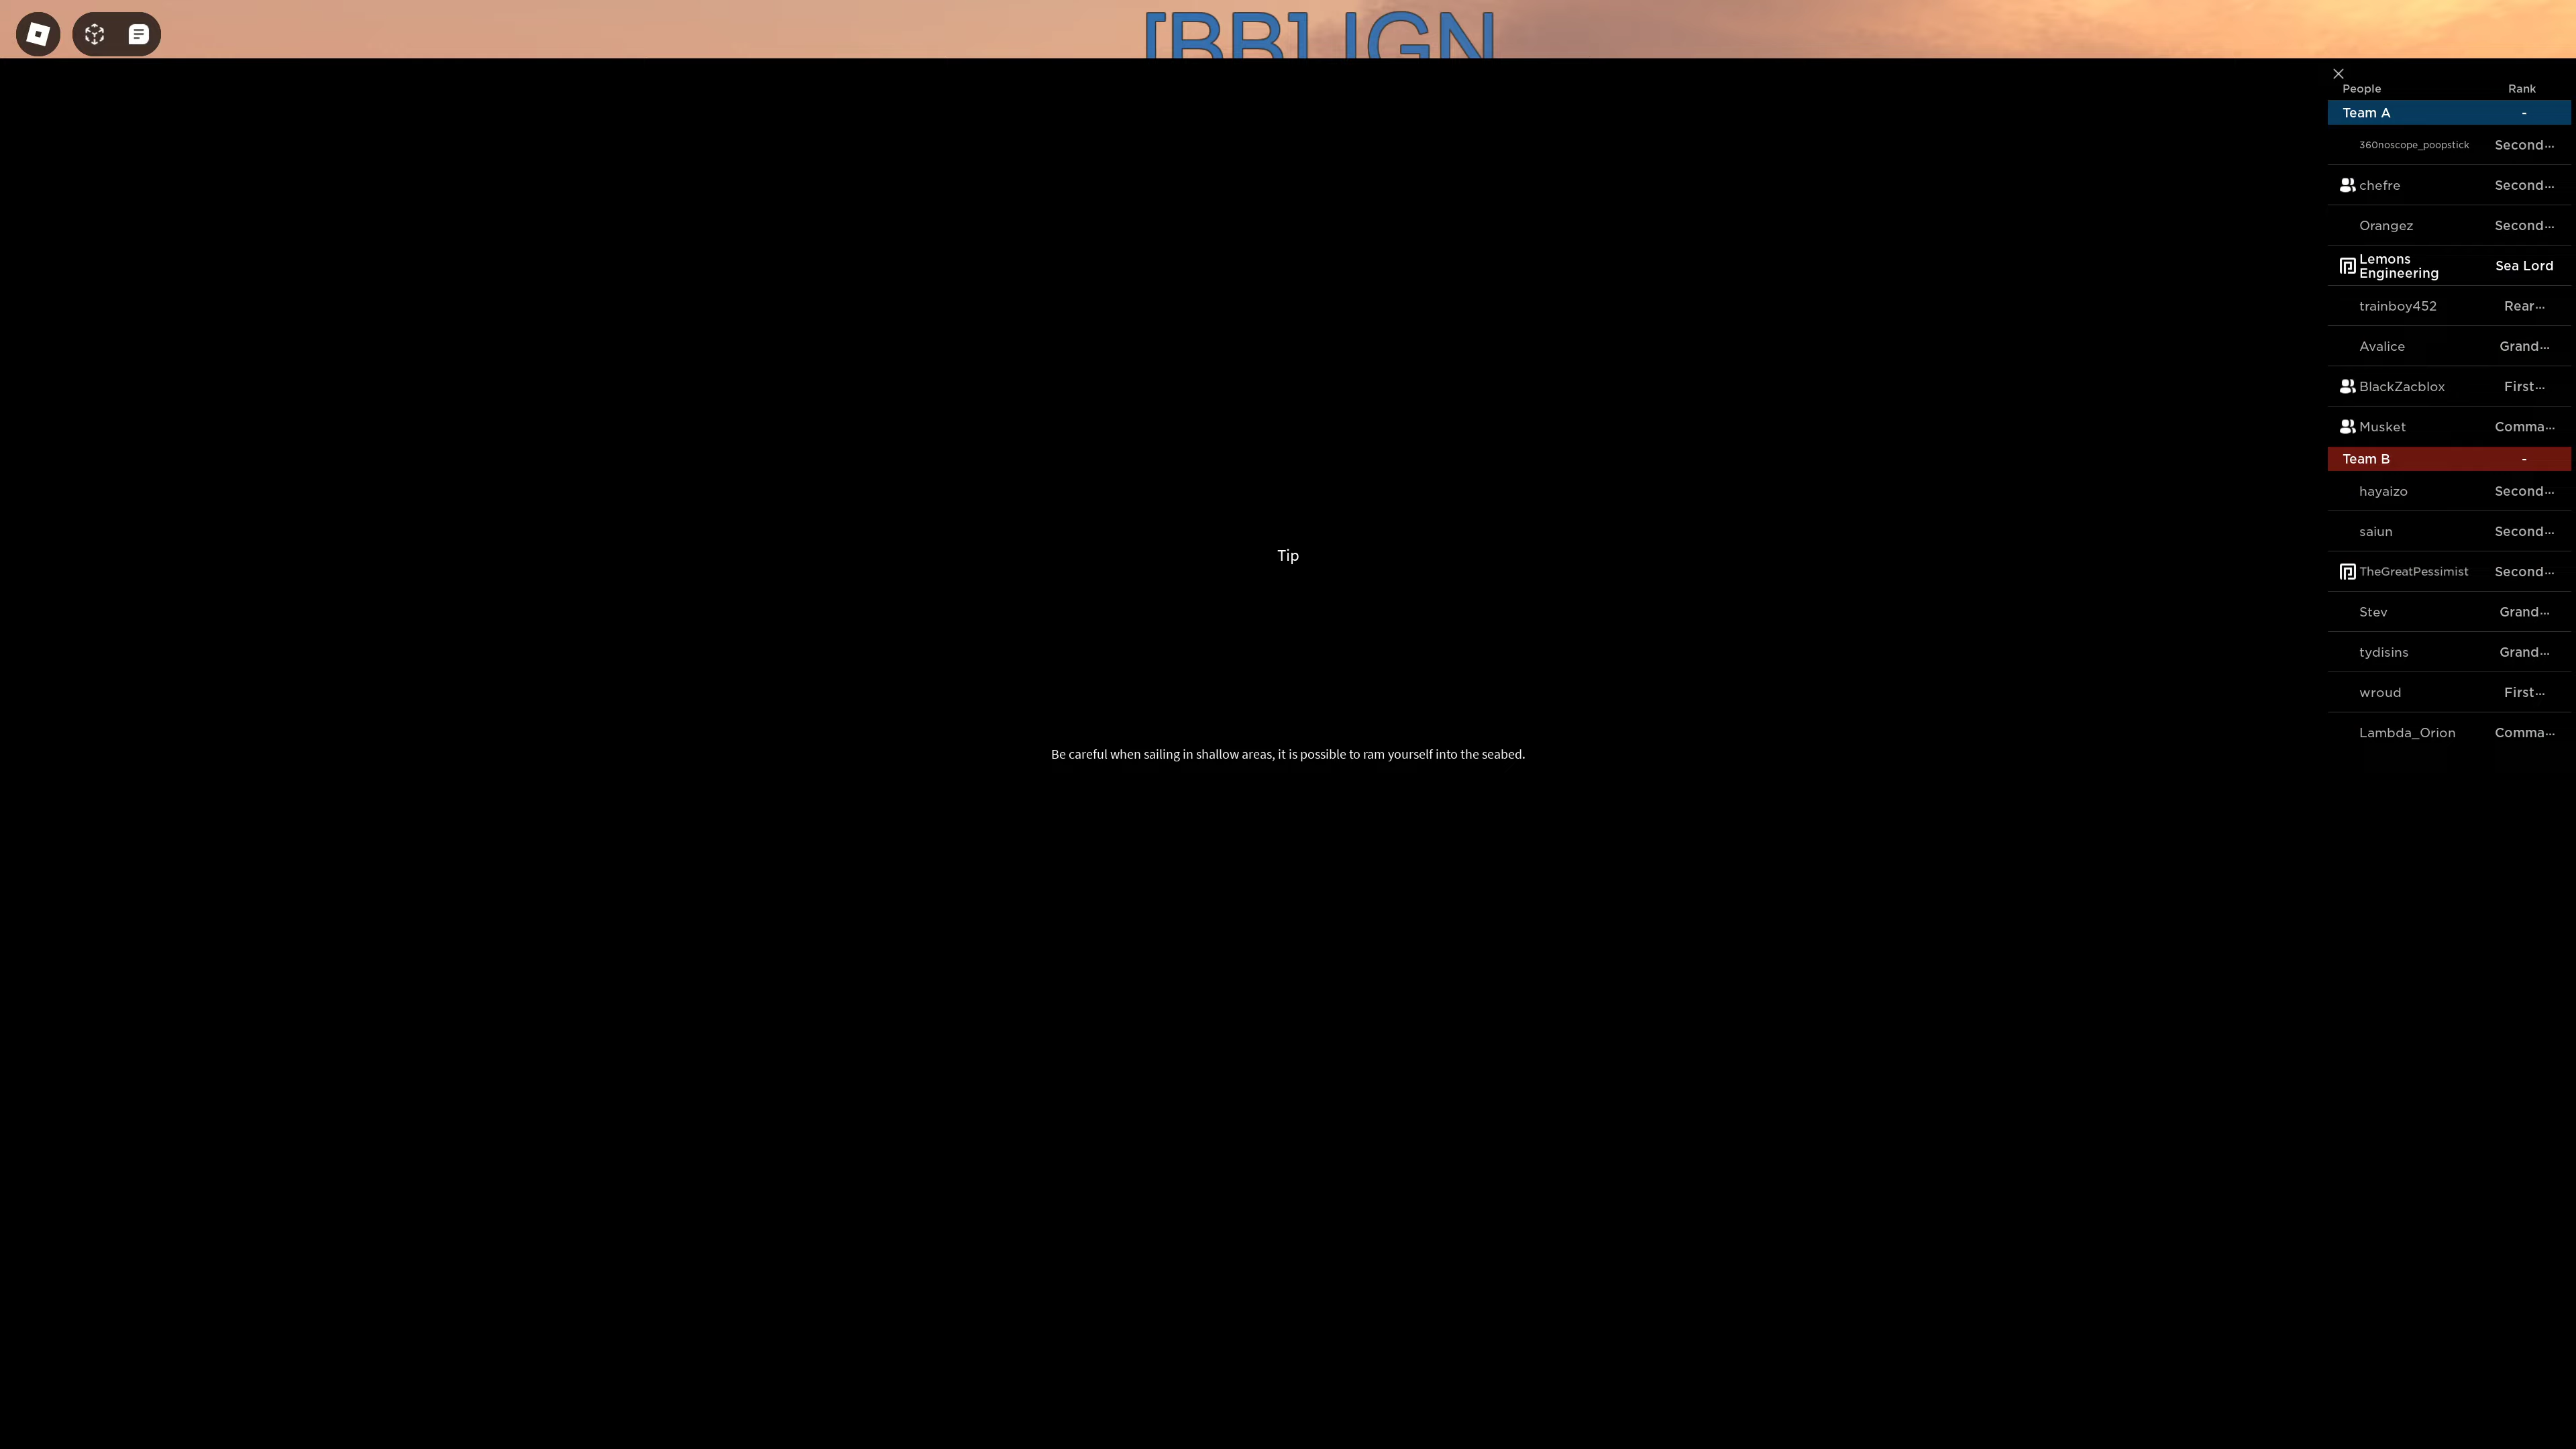 [BB] IGN
People Rank
Team A -
360noscope_poopstick Second...
chefre Second...
Orangez Second...
Lemons
Engineering
Sea Lord
trainboy452 Rear...
Avalice Grand...
BlackZacblox First...
Musket Comma...
Team B -
hayaizo Second...
saiun Second...
TheGreatPessimist Second...
Stev Grand...
tydisins Grand...
wroud First...
Lambda_Orion Comma...
Tip
Be careful when sailing in shallow areas, it is possible to ram yourself into the seabed.